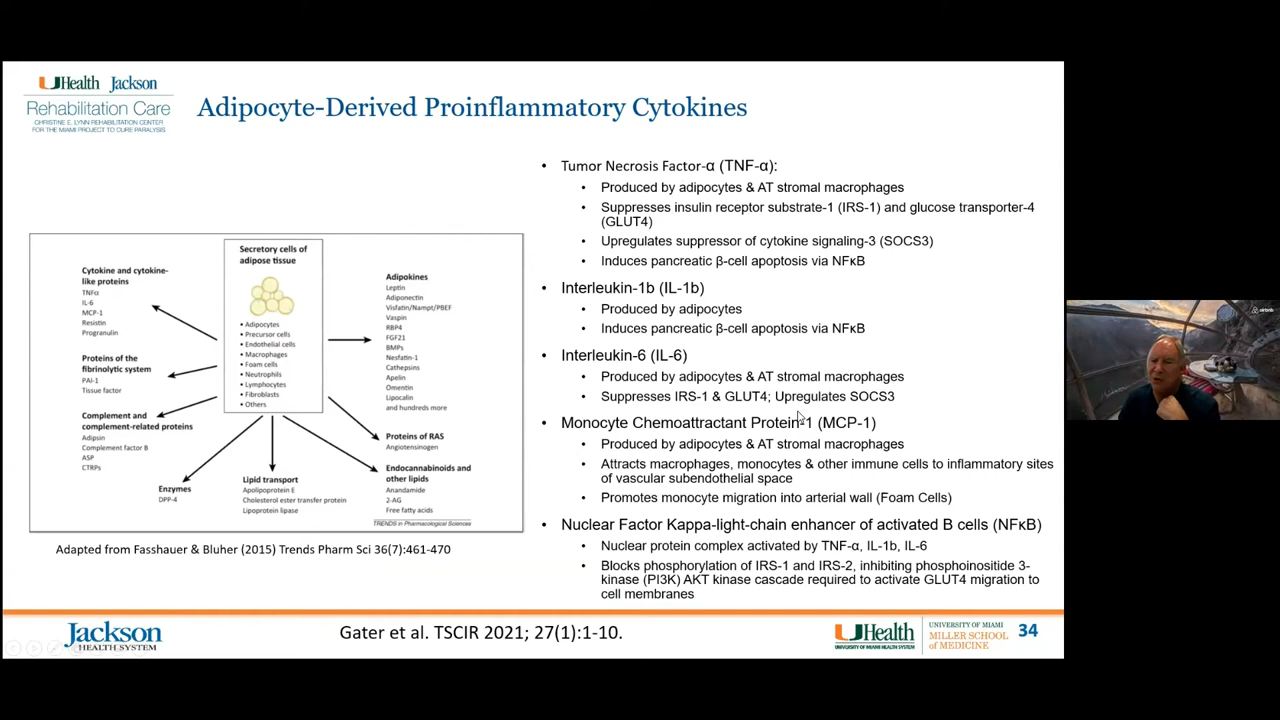 UHealth Jackson
Rehabilitation Care
CHRISTINE E. LYNN REHABILITATION CENTER
FOR THE MIAMI PROJECT TO CURE PARALYSIS
Adipocyte-Derived Proinflammatory Cytokines
Secretory cells of
adipose tissue
• Adipocytes
• Precursor cells
• Endothelial cells
• Macrophages
• Foam cells
• Neutrophils
• Lymphocytes
• Fibroblasts
• Others
Cytokine and cytokine-
like proteins
TNFα
IL-6
MCP-1
Resistin
Progranulin
Proteins of the
fibrinolytic system
PAI-1
Tissue factor
Complement and
complement-related proteins
Adipsin
Complement factor B
ASP
CTRPs
Enzymes
DPP-4
Lipid transport
Apolipoprotein E
Cholesterol ester transfer protein
Lipoprotein lipase
Adipokines
Leptin
Adiponectin
Visfatin/Nampt/PBEF
Vaspin
RBP4
FGF21
BMPs
Nesfatin-1
Cathepsins
Apelin
Omentin
Lipocalin
and hundreds more
Proteins of RAS
Angiotensinogen
Endocannabinoids and
other lipids
Anandamide
2-AG
Free fatty acids
TRENDS in Pharmacological Sciences
Adapted from Fasshauer & Bluher (2015) Trends Pharm Sci 36(7):461-470
• Tumor Necrosis Factor-α (TNF-α):
• Produced by adipocytes & AT stromal macrophages
• Suppresses insulin receptor substrate-1 (IRS-1) and glucose transporter-4
(GLUT4)
• Upregulates suppressor of cytokine signaling-3 (SOCS3)
• Induces pancreatic β-cell apoptosis via NFκB
• Interleukin-1b (IL-1b)
• Produced by adipocytes
• Induces pancreatic β-cell apoptosis via NFκB
• Interleukin-6 (IL-6)
• Produced by adipocytes & AT stromal macrophages
• Suppresses IRS-1 & GLUT4; Upregulates SOCS3
• Monocyte Chemoattractant Protein-1 (MCP-1)
• Produced by adipocytes & AT stromal macrophages
• Attracts macrophages, monocytes & other immune cells to inflammatory sites
of vascular subendothelial space
• Promotes monocyte migration into arterial wall (Foam Cells)
• Nuclear Factor Kappa-light-chain enhancer of activated B cells (NFκB)
• Nuclear protein complex activated by TNF-α, IL-1b, IL-6
• Blocks phosphorylation of IRS-1 and IRS-2, inhibiting phosphoinositide 3-
kinase (PI3K) AKT kinase cascade required to activate GLUT4 migration to
cell membranes
airbnb
Jackson
HEALTH SYSTEM
Gater et al. TSCIR 2021; 27(1):1-10.
UHealth
UNIVERSITY OF MIAMI HEALTH SYSTEM
UNIVERSITY OF MIAMI
MILLER SCHOOL
of MEDICINE
34